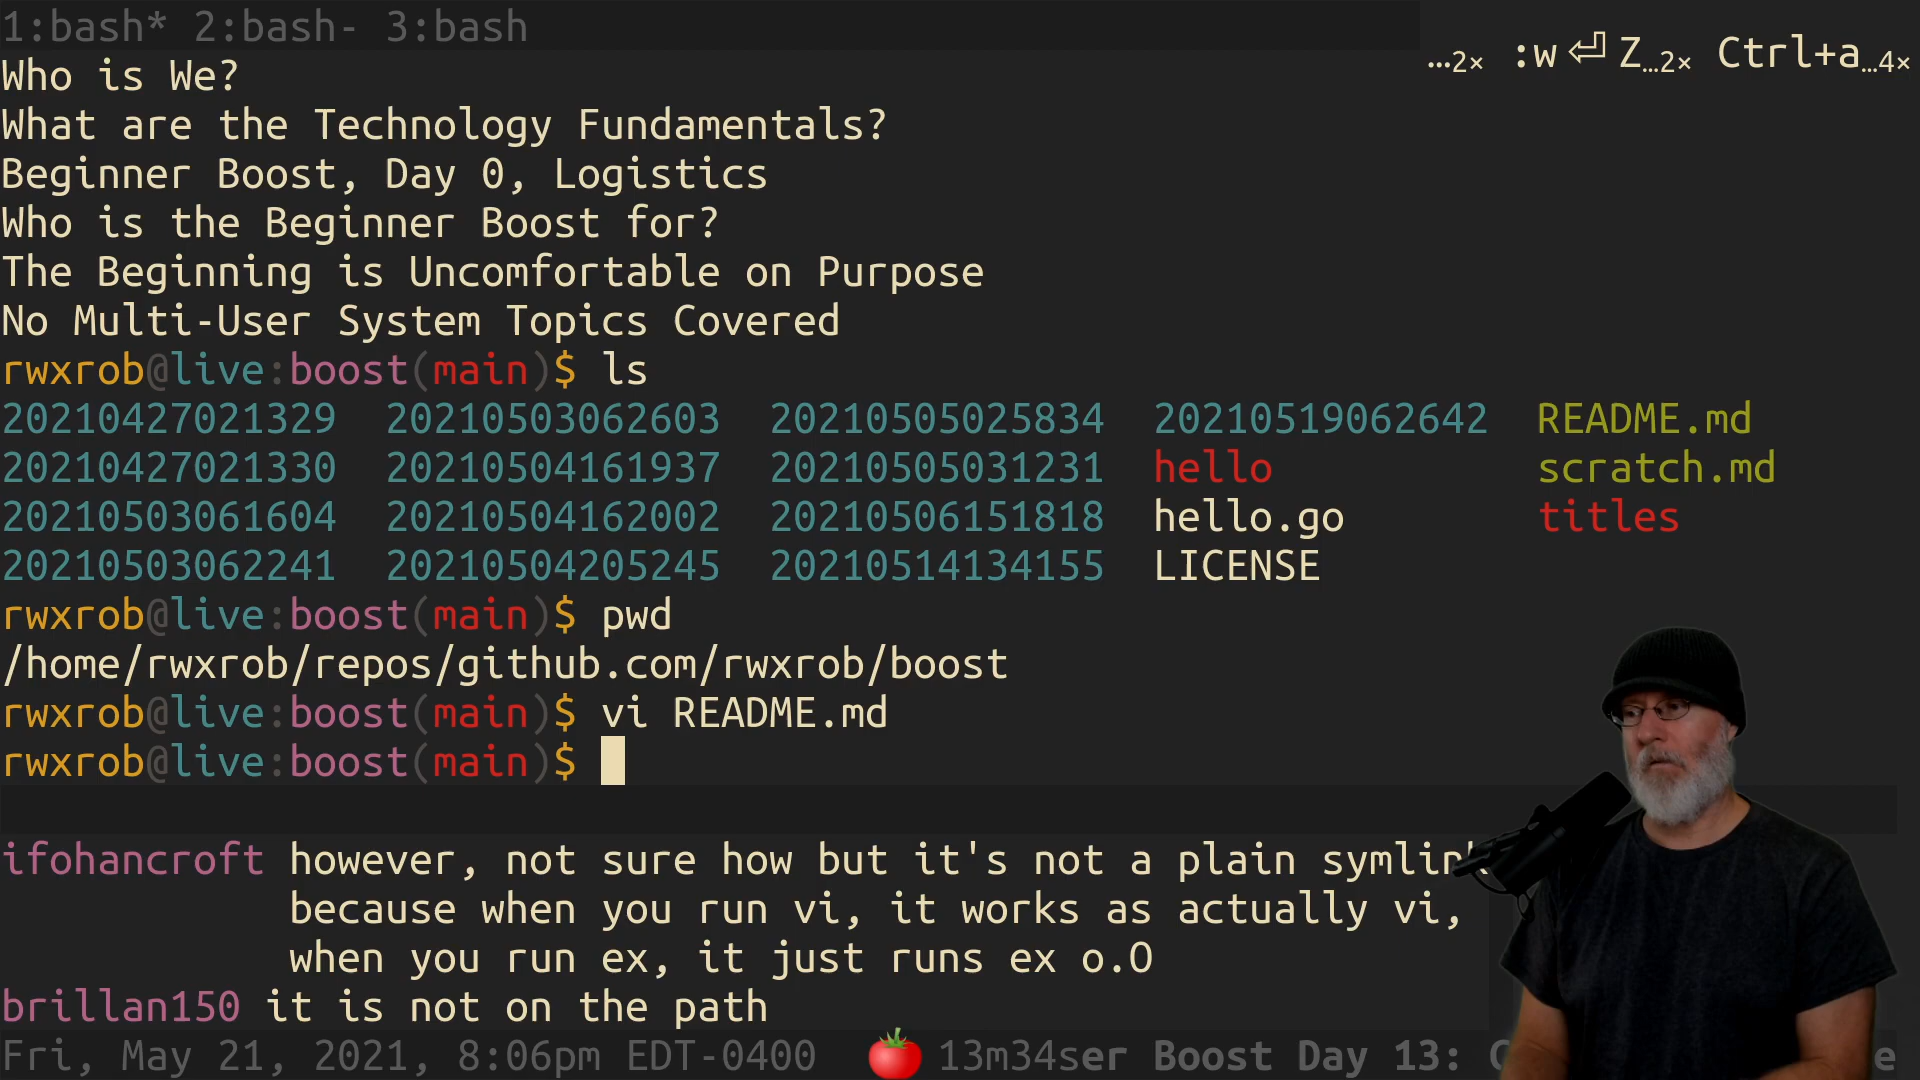 1:bash* 2:bash- 3:bash
…2× :w⏎Z…2× Ctrl+a…4×
Who is We?
What are the Technology Fundamentals?
Beginner Boost, Day 0, Logistics
Who is the Beginner Boost for?
The Beginning is Uncomfortable on Purpose
No Multi-User System Topics Covered
rwxrob@live:boost(main)$ ls
20210427021329 20210503062603 20210505025834 20210519062642 README.md
20210427021330 20210504161937 20210505031231 hello scratch.md
20210503061604 20210504162002 20210506151818 hello.go titles
20210503062241 20210504205245 20210514134155 LICENSE
rwxrob@live:boost(main)$ pwd
/home/rwxrob/repos/github.com/rwxrob/boost
rwxrob@live:boost(main)$ vi README.md
rwxrob@live:boost(main)$
ifohancroft however, not sure how but it's not a plain symlink
because when you run vi, it works as actually vi,
when you run ex, it just runs ex o.O
brillan150 it is not on the path
Fri, May 21, 2021, 8:06pm EDT-0400 🍅 13m34ser Boost Day 13: